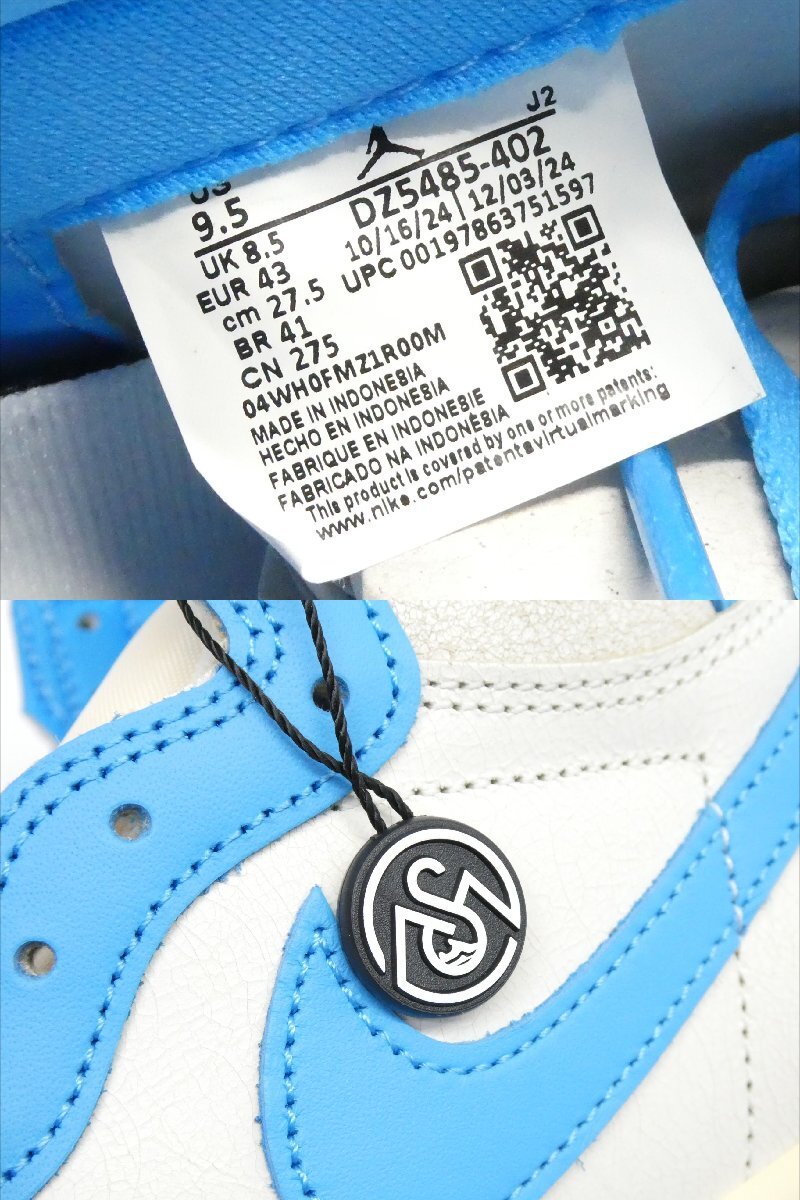 J2
US
9.5
DZ5485-402
UK 8.5
10/16/24 | 12/03/24
EUR 43
UPC 00197863751597
cm 27.5
BR 41
CN 275
04WH0FMZ1R00M
MADE IN INDONESIA
HECHO EN INDONESIA
FABRIQUE EN INDONESIE
FABRICADO NA INDONÉSIA
This product is covered by one or more patents:
www.nike.com/patentsvirtualmarking